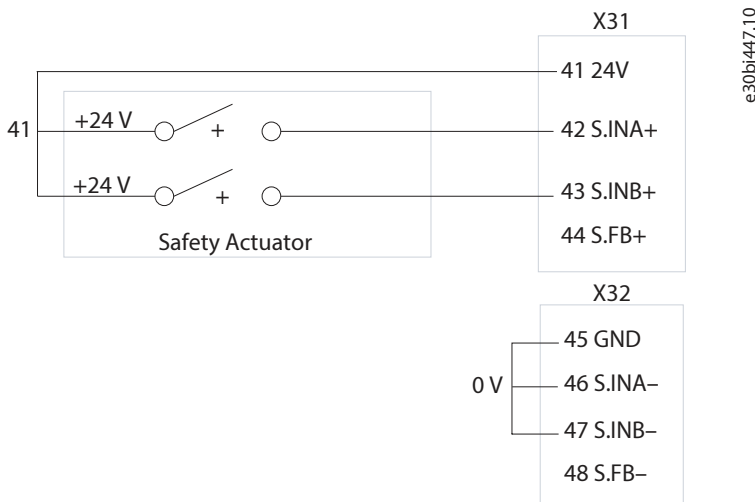 X31
e30bi447.10
41 24V
41
+24 V
+
42 S.INA+
+24 V
+
43 S.INB+
44 S.FB+
Safety Actuator
X32
45 GND
0 V
46 S.INA–
47 S.INB–
48 S.FB–